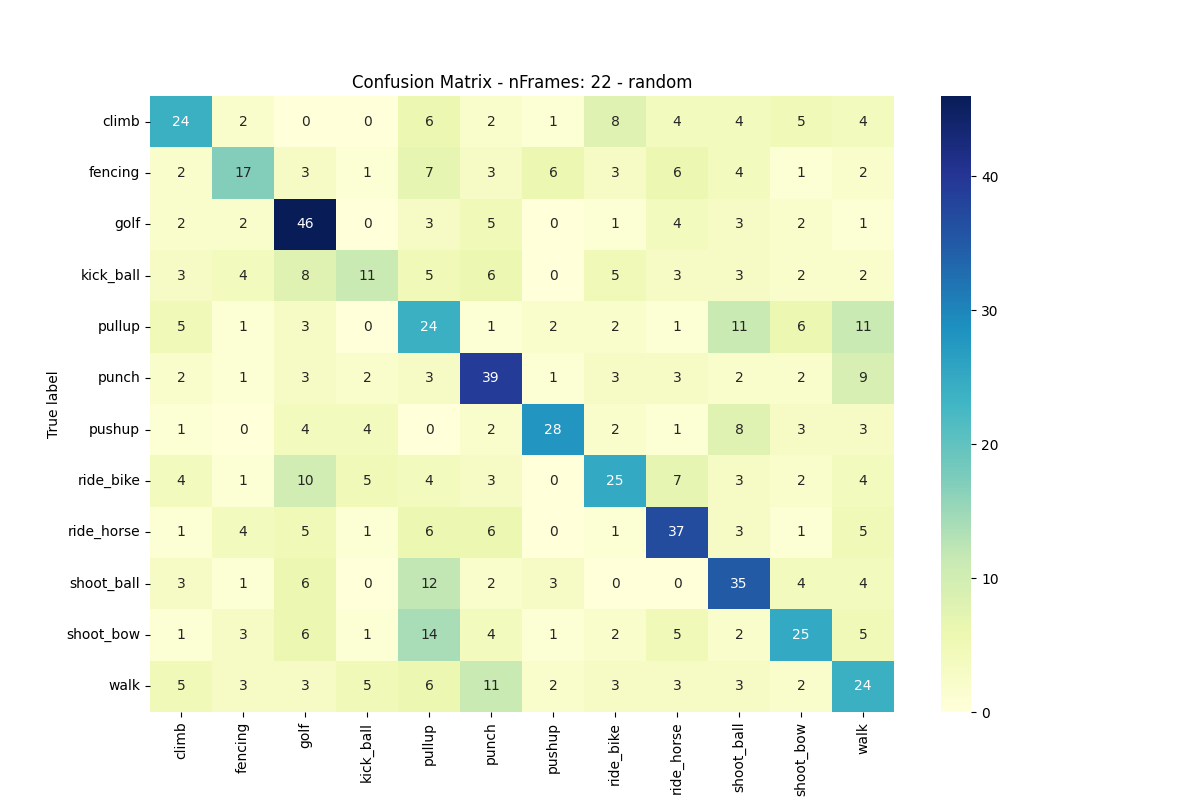 Confusion Matrix - nFrames: 22 - random
climb 24 2 0 0 6 2 1 8 4 4 5 4
fencing 2 17 3 1 7 3 6 3 6 4 1 2
golf 2 2 46 0 3 5 0 1 4 3 2 1
kick_ball 3 4 8 11 5 6 0 5 3 3 2 2
pullup 5 1 3 0 24 1 2 2 1 11 6 11
punch 2 1 3 2 3 39 1 3 3 2 2 9
pushup 1 0 4 4 0 2 28 2 1 8 3 3
ride_bike 4 1 10 5 4 3 0 25 7 3 2 4
ride_horse 1 4 5 1 6 6 0 1 37 3 1 5
shoot_ball 3 1 6 0 12 2 3 0 0 35 4 4
shoot_bow 1 3 6 1 14 4 1 2 5 2 25 5
walk 5 3 3 5 6 11 2 3 3 3 2 24
True label
climb fencing golf kick_ball pullup punch pushup ride_bike ride_horse shoot_ball shoot_bow walk
40
30
20
10
0